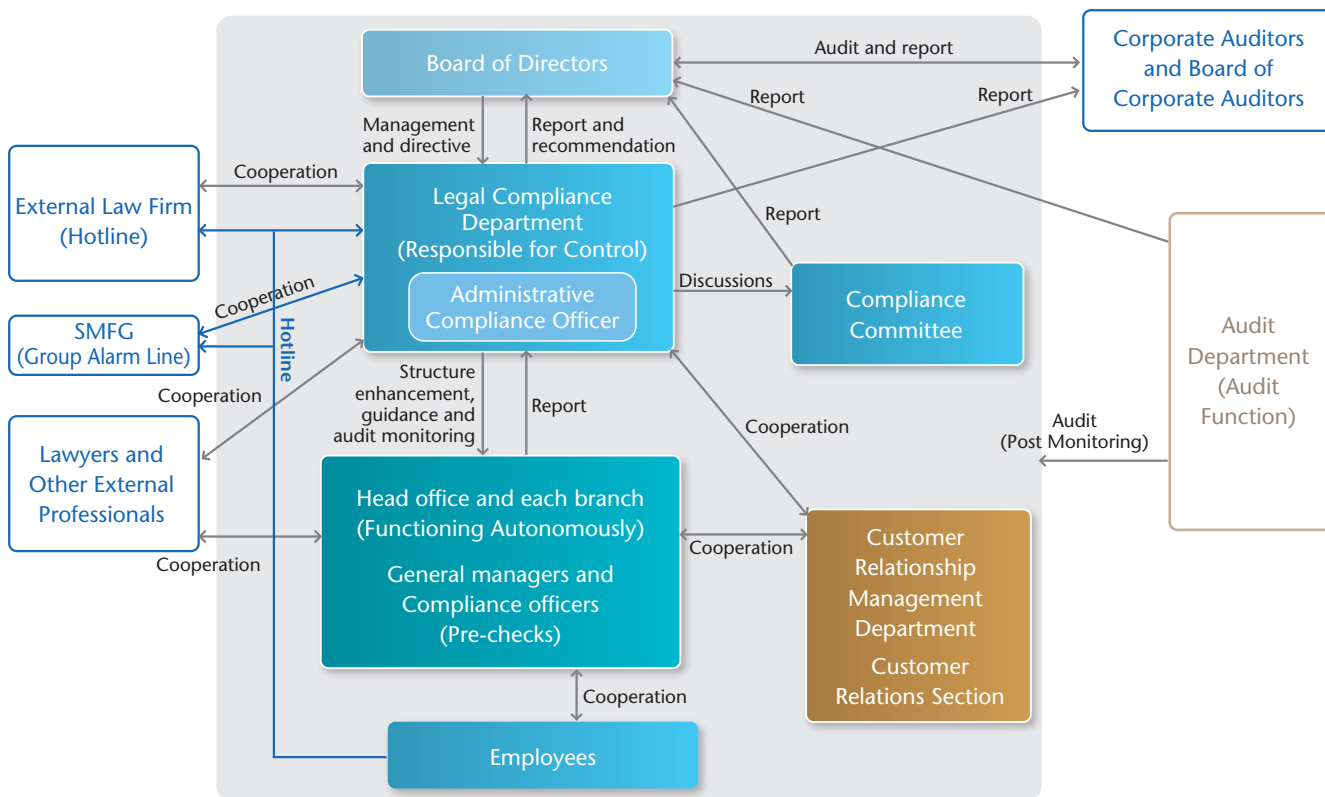 Board of Directors
Audit and report
Corporate Auditors
and Board of
Corporate Auditors
Report
Report
Management
and directive
Report and
recommendation
Cooperation
External Law Firm
(Hotline)
Legal Compliance
Department
(Responsible for Control)
Administrative
Compliance Officer
Report
Discussions
Compliance
Committee
Cooperation
SMFG
(Group Alarm Line)
Hotline
Audit
Department
(Audit
Function)
Cooperation
Structure
enhancement,
guidance and
audit monitoring
Report
Cooperation
Audit
(Post Monitoring)
Lawyers and
Other External
Professionals
Cooperation
Head office and each branch
(Functioning Autonomously)
General managers and
Compliance officers
(Pre-checks)
Cooperation
Customer
Relationship
Management
Department
Customer
Relations Section
Cooperation
Employees